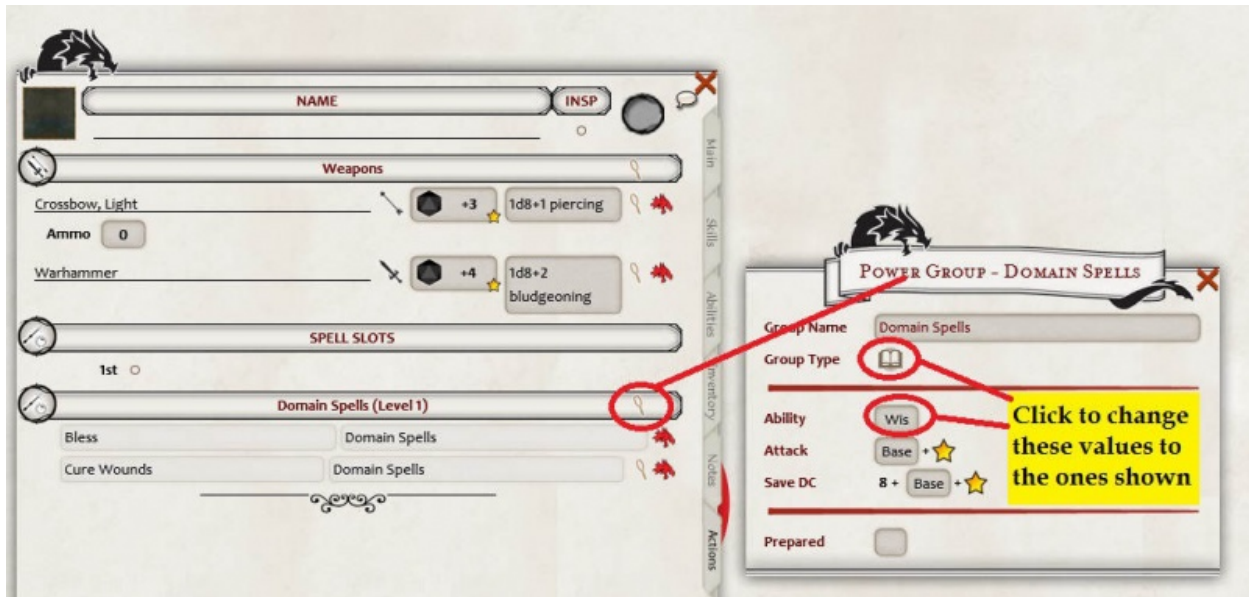 NAME
INSP
Weapons
Crossbow, Light
+3
1d8+1 piercing
Ammo
0
Warhammer
+4
1d8+2
bludgeoning
SPELL SLOTS
1st
Domain Spells (Level 1)
Bless
Domain Spells
Cure Wounds
Domain Spells
Main
Skills
Abilities
Inventory
Notes
Actions
POWER GROUP - DOMAIN SPELLS
Group Name
Domain Spells
Group Type
Ability
Wis
Attack
Base +
Save DC
8 + Base +
Prepared
Click to change
these values to
the ones shown